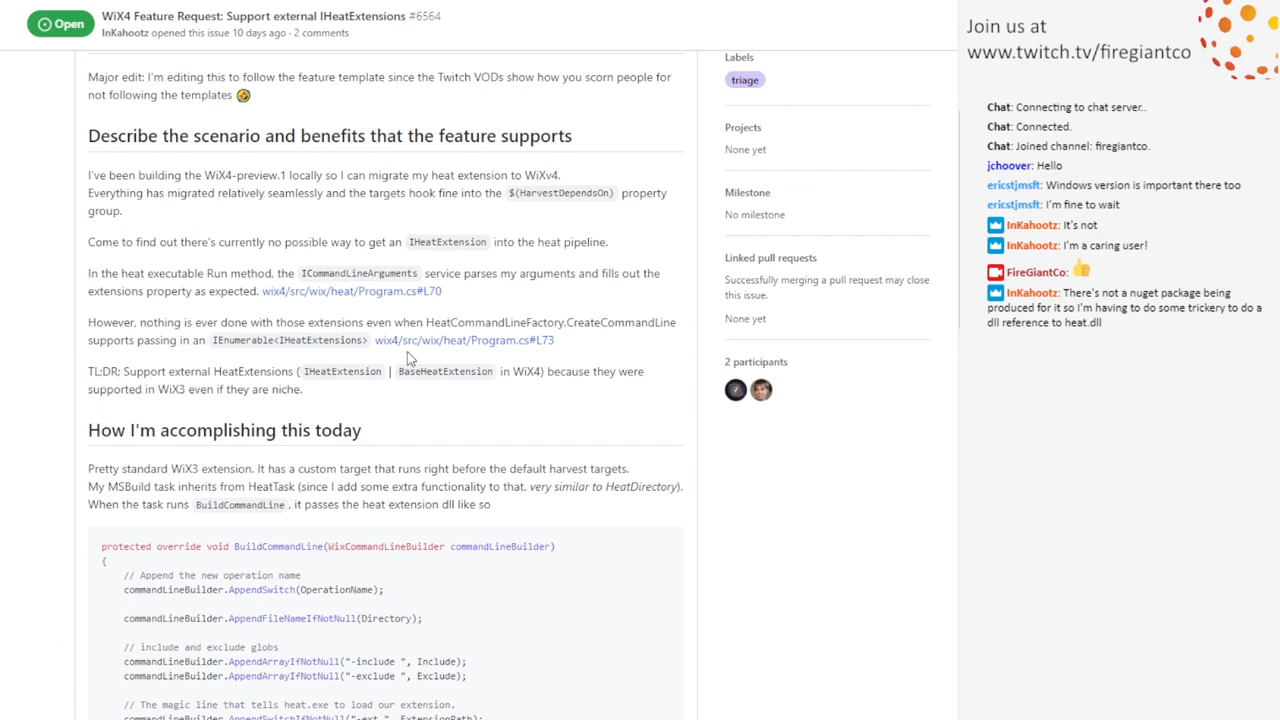 Open
WiX4 Feature Request: Support external IHeatExtensions #6564
InKahootz opened this issue 10 days ago · 2 comments
Major edit: I'm editing this to follow the feature template since the Twitch VODs show how you scorn people for
not following the templates 🤣
Describe the scenario and benefits that the feature supports
I've been building the WiX4-preview.1 locally so I can migrate my heat extension to WiXv4.
Everything has migrated relatively seamlessly and the targets hook fine into the $(HarvestDependsOn) property
group.
Come to find out there's currently no possible way to get an IHeatExtension into the heat pipeline.
In the heat executable Run method, the ICommandLineArguments service parses my arguments and fills out the
extensions property as expected. wix4/src/wix/heat/Program.cs#L70
However, nothing is ever done with those extensions even when HeatCommandLineFactory.CreateCommandLine
supports passing in an IEnumerable<IHeatExtensions> wix4/src/wix/heat/Program.cs#L73
TL:DR: Support external HeatExtensions ( IHeatExtension | BaseHeatExtension in WiX4) because they were
supported in WiX3 even if they are niche.
How I'm accomplishing this today
Pretty standard WiX3 extension. It has a custom target that runs right before the default harvest targets.
My MSBuild task inherits from HeatTask (since I add some extra functionality to that. very similar to HeatDirectory).
When the task runs BuildCommandLine , it passes the heat extension dll like so
protected override void BuildCommandLine(WixCommandLineBuilder commandLineBuilder)
{
// Append the new operation name
commandLineBuilder.AppendSwitch(OperationName);
commandLineBuilder.AppendFileNameIfNotNull(Directory);
// include and exclude globs
commandLineBuilder.AppendArrayIfNotNull("-include ", Include);
commandLineBuilder.AppendArrayIfNotNull("-exclude ", Exclude);
// The magic line that tells heat.exe to load our extension.
commandLineBuilder.AppendSwitchIfNotNull("-ext ", ExtensionPath);
Labels
triage
Projects
None yet
Milestone
No milestone
Linked pull requests
Successfully merging a pull request may close
this issue.
None yet
2 participants
Join us at
www.twitch.tv/firegiantco
Chat: Connecting to chat server..
Chat: Connected.
Chat: Joined channel: firegiantco.
jchoover: Hello
ericstjmsft: Windows version is important there too
ericstjmsft: I'm fine to wait
InKahootz: It's not
InKahootz: I'm a caring user!
FireGiantCo: 👍
InKahootz: There's not a nuget package being
produced for it so I'm having to do some trickery to do a
dll reference to heat.dll